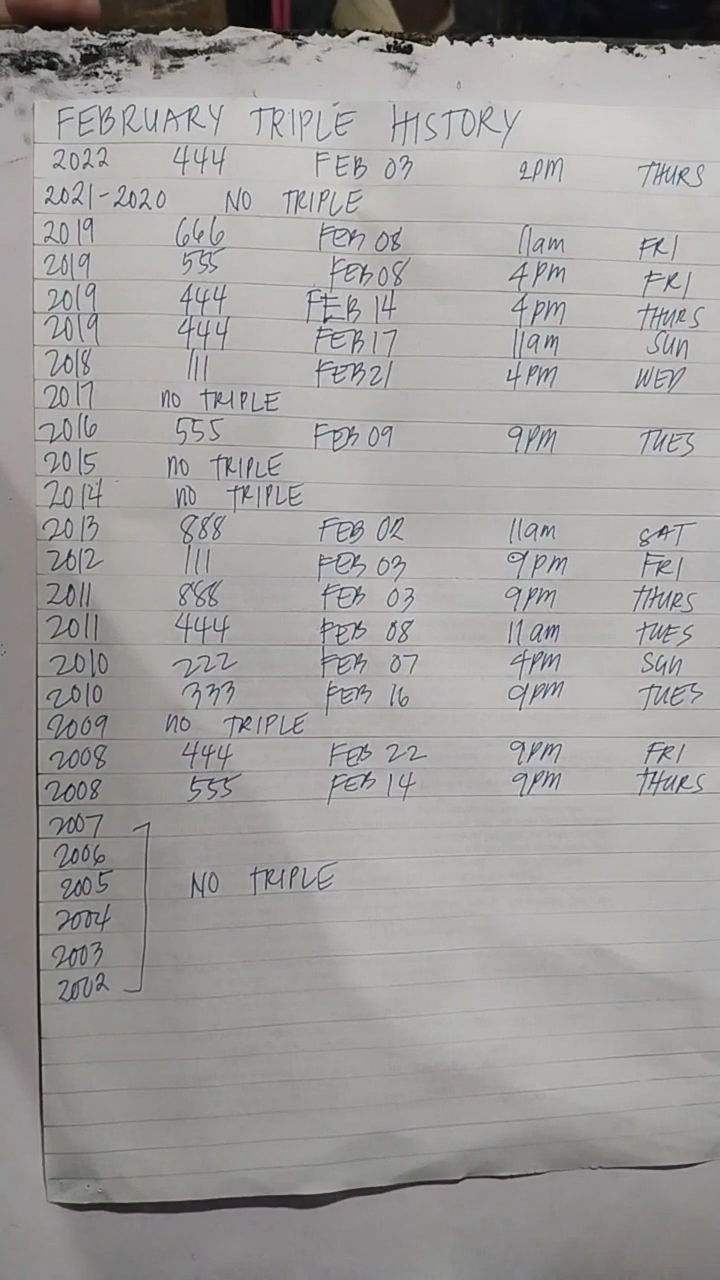 FEBRUARY TRIPLE HISTORY
2022 444 FEB 03 2PM THURS
2021-2020 NO TRIPLE
2019 666 FEB 08 11am FRI
2019 555 FEB 08 4PM FRI
2019 444 FEB 14 4PM THURS
2019 444 FEB 17 11am SUN
2018 111 FEB 21 4PM WED
2017 no TRIPLE
2016 555 FEB 09 9PM TUES
2015 no TRIPLE
2014 no TRIPLE
2013 888 FEB 02 11am SAT
2012 111 FEB 03 9PM FRI
2011 888 FEB 03 9PM THURS
2011 444 FEB 08 11am TUES
2010 222 FEB 07 4PM SUN
2010 333 FEB 16 9PM TUES
2009 no TRIPLE
2008 444 FEB 22 9PM FRI
2008 555 FEB 14 9PM THURS
2007
2006
2005 NO TRIPLE
2004
2003
2002